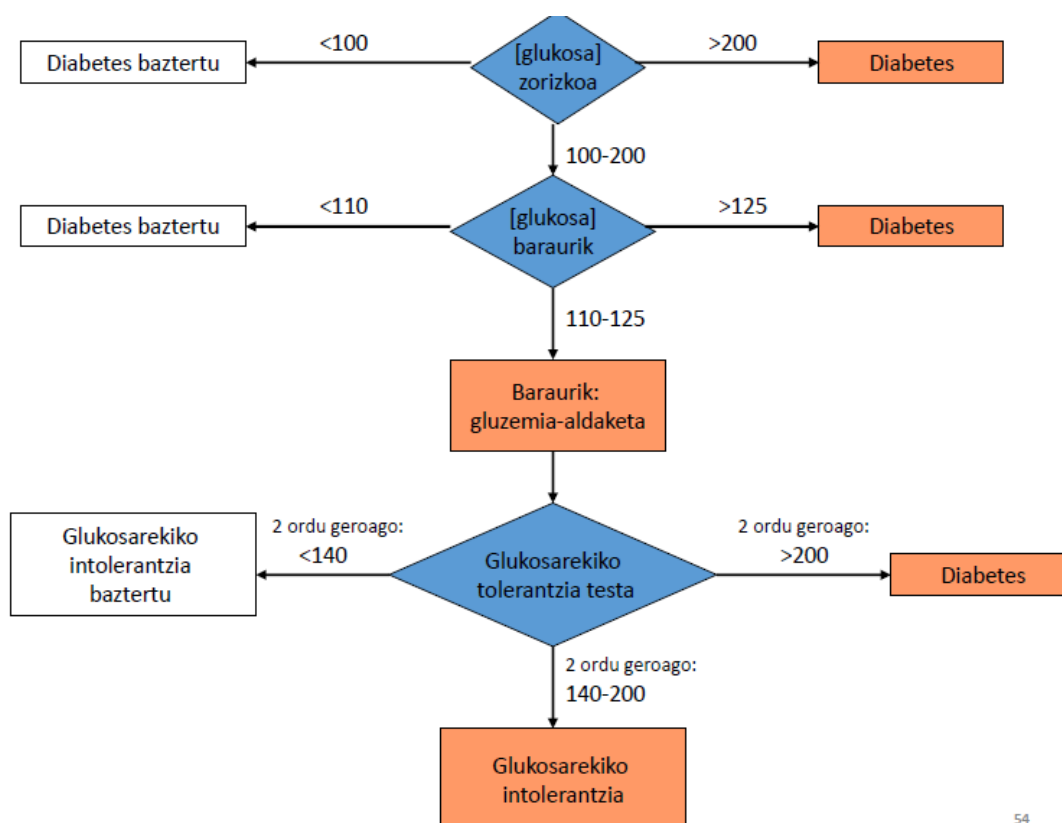 <100
[glukosa]
zorizkoa
>200
Diabetes baztertu
Diabetes
100-200
<110
[glukosa]
baraurik
>125
Diabetes baztertu
Diabetes
110-125
Baraurik:
gluzemia-aldaketa
Glukosarekiko
intolerantzia
baztertu
2 ordu geroago:
<140
Glukosarekiko
tolerantzia testa
2 ordu geroago:
>200
Diabetes
2 ordu geroago:
140-200
Glukosarekiko
intolerantzia
54